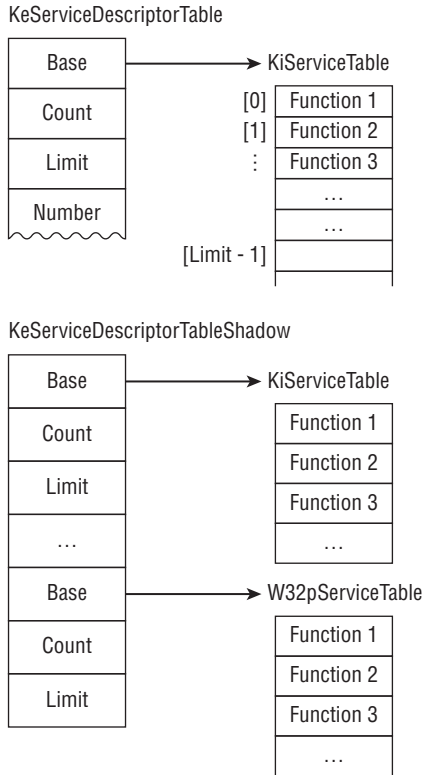 KeServiceDescriptorTable
Base
KiServiceTable
Count
[0] Function 1
[1] Function 2
Limit
⋮ Function 3
Number
…
…
[Limit - 1]
KeServiceDescriptorTableShadow
Base
KiServiceTable
Count
Function 1
Function 2
Limit
Function 3
…
…
Base
W32pServiceTable
Count
Function 1
Function 2
Limit
Function 3
…